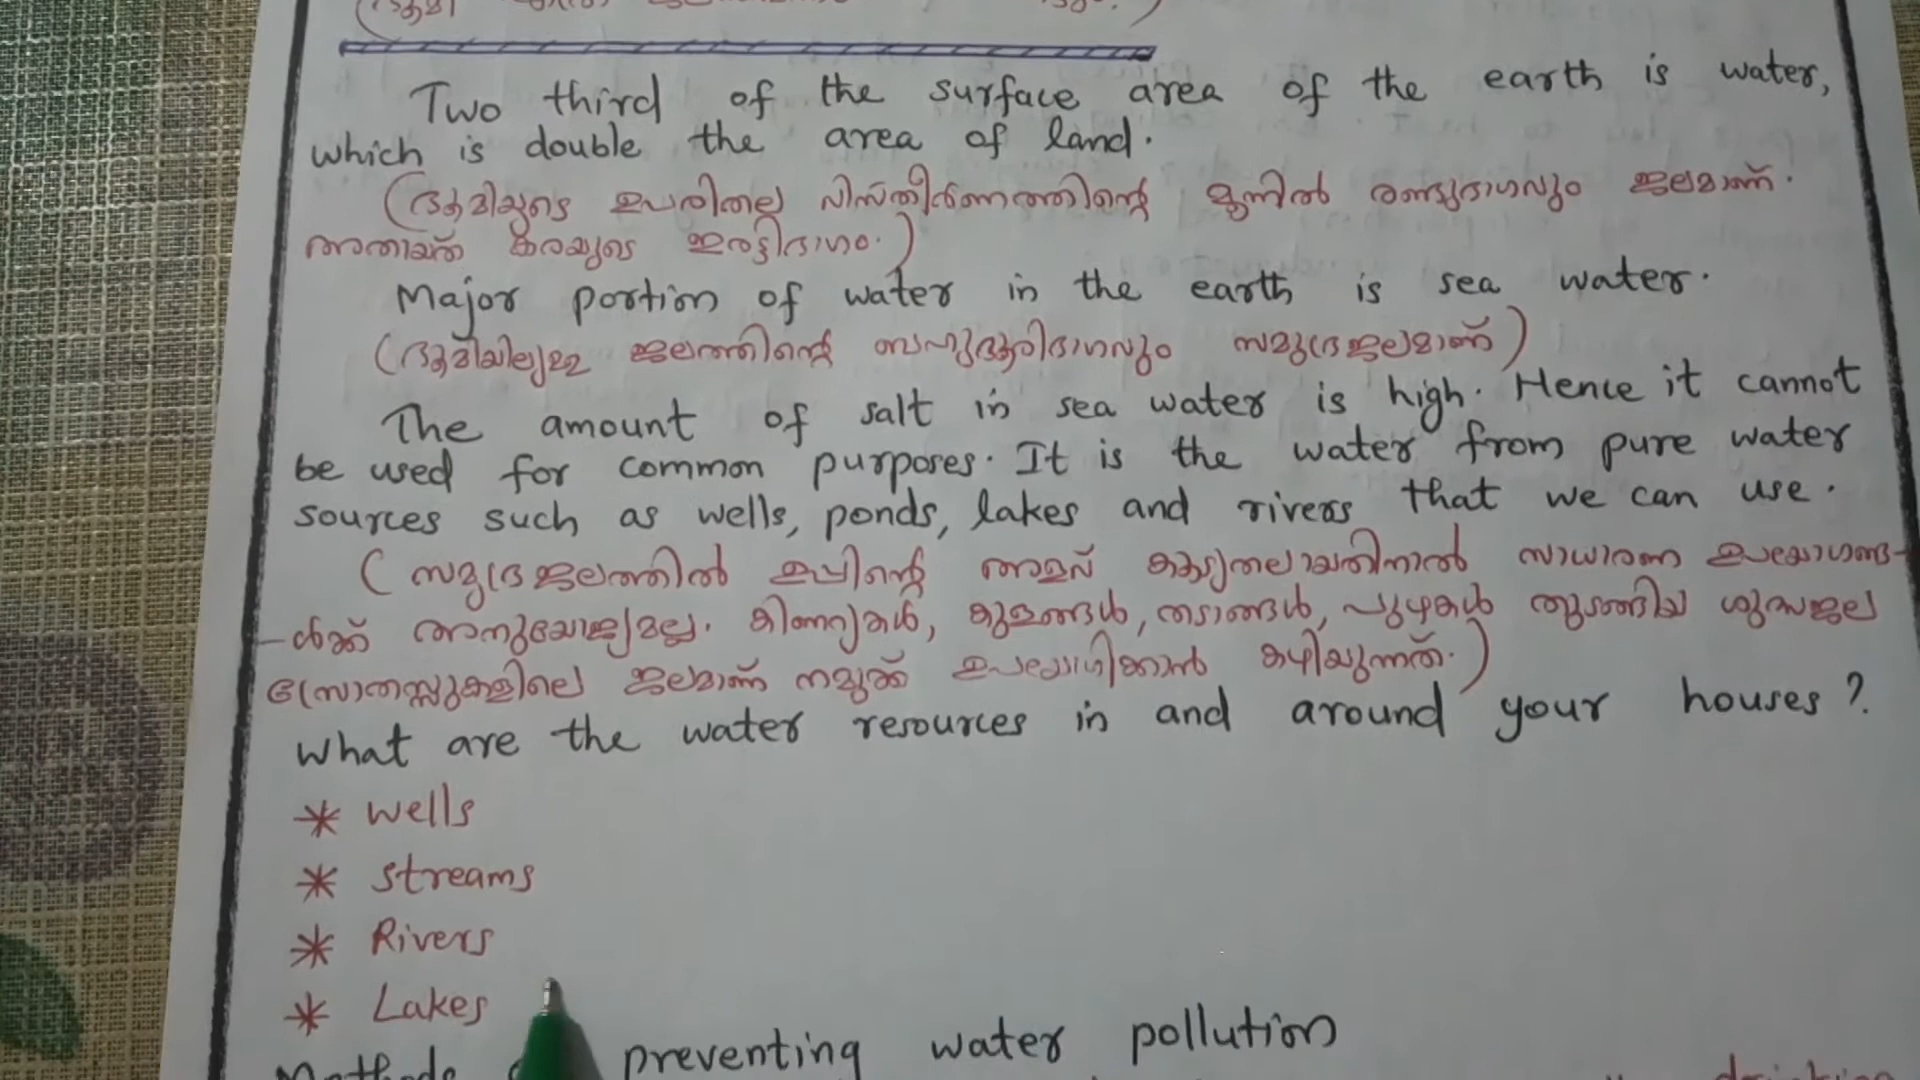 Two third of the surface area of the earth is water,
which is double the area of land.
(ഭൂമിയുടെ ഉപരിതല വിസ്തീർണത്തിന്റെ മൂന്നിൽ രണ്ടുഭാഗവും ജലമാണ്.
അതായത് കരയുടെ ഇരട്ടിഭാഗം.)
Major portion of water in the earth is sea water.
(ഭൂമിയിലുള്ള ജലത്തിന്റെ ബഹുഭൂരിഭാഗവും സമുദ്രജലമാണ്)
The amount of salt in sea water is high. Hence it cannot
be used for common purposes. It is the water from pure water
sources such as wells, ponds, lakes and rivers that we can use.
(സമുദ്രജലത്തിൽ ഉപ്പിന്റെ അളവ് കൂടുതലായതിനാൽ സാധാരണ ഉപയോഗങ്ങ-
-ൾക്ക് അനുയോജ്യമല്ല. കിണറുകൾ, കുളങ്ങൾ, തടാങ്ങൾ, പുഴകൾ തുടങ്ങിയ ശുദ്ധജല
സ്രോതസ്സുകളിലെ ജലമാണ് നമുക്ക് ഉപയോഗിക്കാൻ കഴിയുന്നത്.)
What are the water resources in and around your houses?
* Wells
* Streams
* Rivers
* Lakes
Methods preventing water pollution
drinking